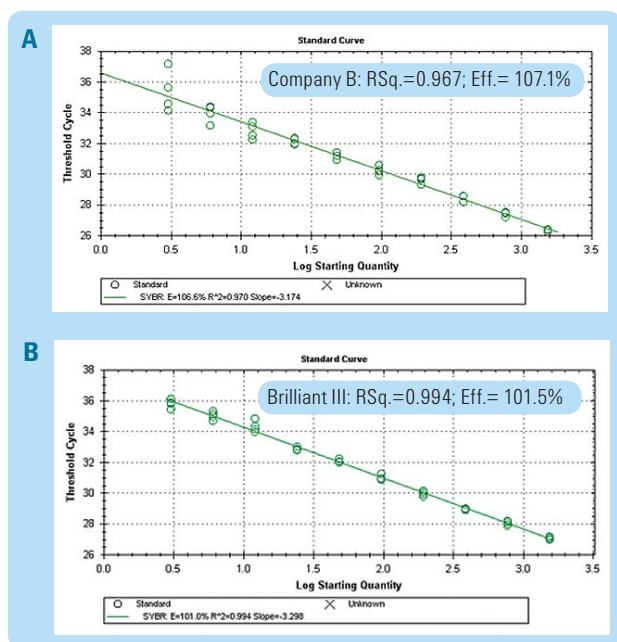 A
Standard Curve
Company B: RSq.=0.967; Eff.= 107.1%
Threshold Cycle
38
36
34
32
30
28
26
0.0 0.5 1.0 1.5 2.0 2.5 3.0 3.5
Log Starting Quantity
Standard Unknown
SYBR: E=106.6% R^2=0.970 Slope=-3.174
B
Standard Curve
Brilliant III: RSq.=0.994; Eff.= 101.5%
Threshold Cycle
38
36
34
32
30
28
26
0.0 0.5 1.0 1.5 2.0 2.5 3.0 3.5
Log Starting Quantity
Standard Unknown
SYBR: E=101.0% R^2=0.994 Slope=-3.298